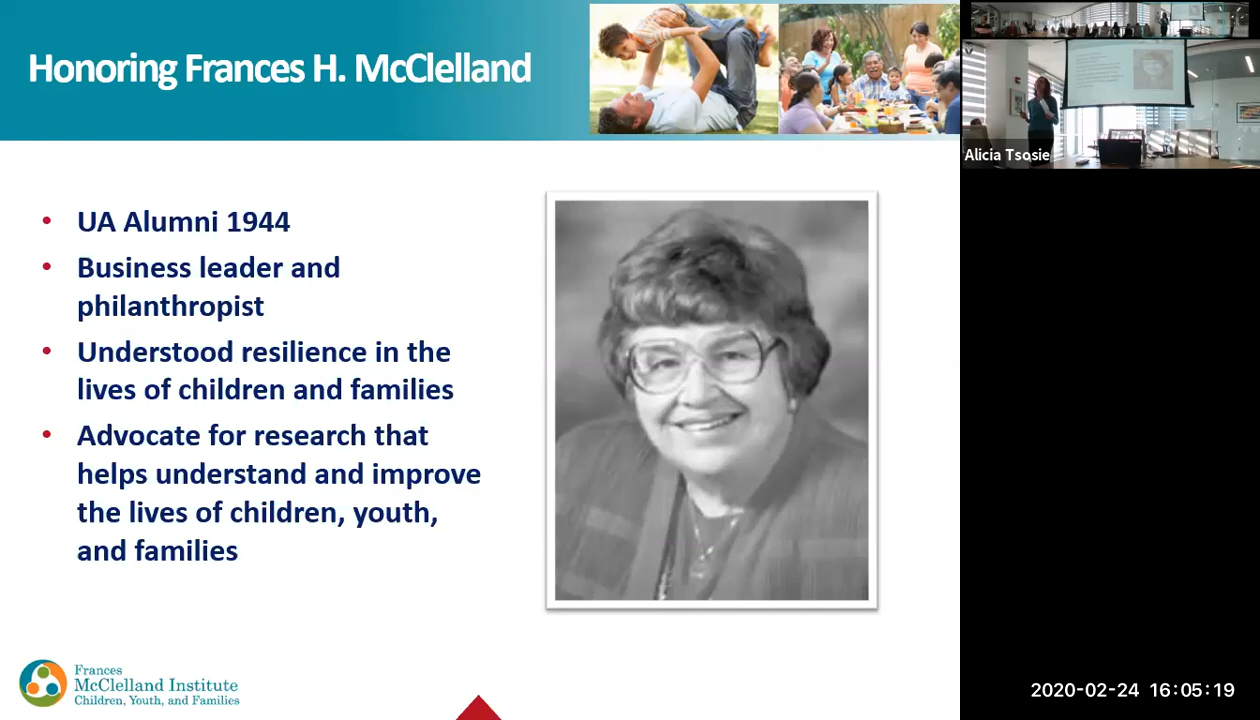 Honoring Frances H. McClelland
UA Alumni 1944
Business leader and
philanthropist
Understood resilience in the
lives of children and families
Advocate for research that
helps understand and improve
the lives of children, youth,
and families
Frances
McClelland Institute
Children, Youth, and Families
Alicia Tsosie
2020-02-24 16:05:19